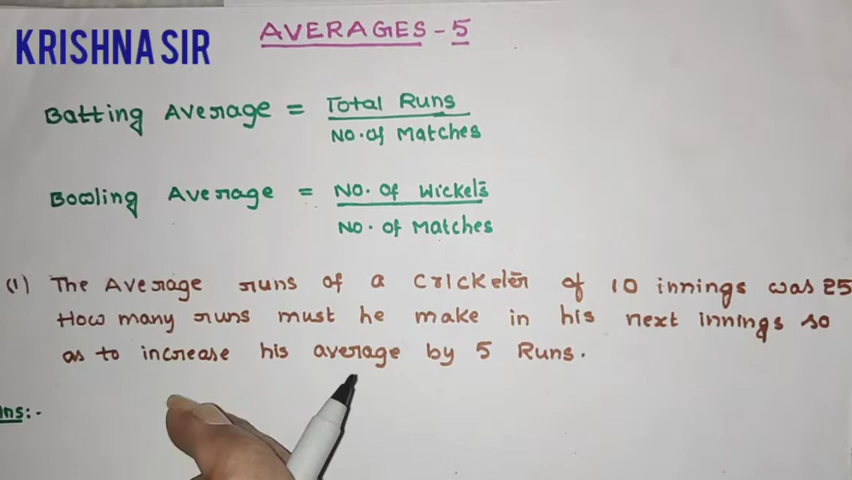 AVERAGES - 5
KRISHNA SIR
Batting Average = Total Runs
No. of Matches
Bowling Average = No. of Wickets
No. of Matches
(1) The Average runs of a cricketer of 10 innings was 25
How many runs must he make in his next innings so
as to increase his average by 5 Runs.
Ans:-